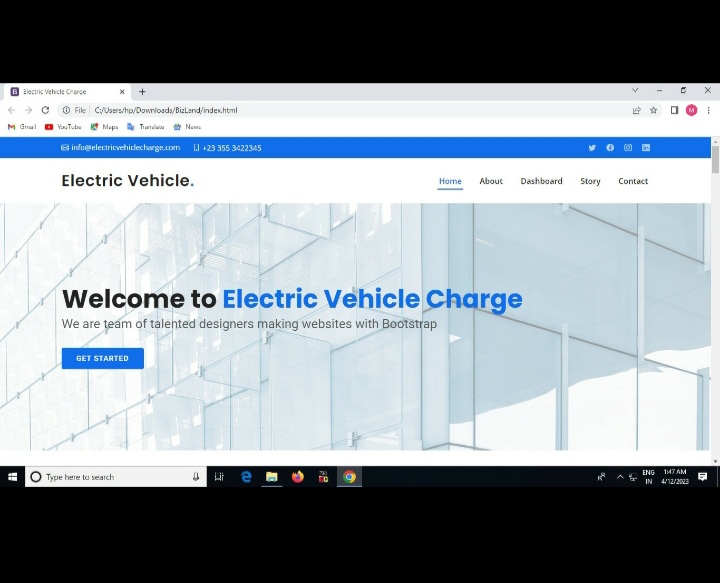 Electric Vehicle Charge
File C:/Users/hp/Downloads/BizLand/index.html
M
Gmail YouTube Maps Translate News
info@electricvehiclecharge.com +23 355 3422345
Electric Vehicle.
Home About Dashboard Story Contact
Welcome to Electric Vehicle Charge
We are team of talented designers making websites with Bootstrap
GET STARTED
Type here to search
ENG 1:47 AM
IN 4/12/2023